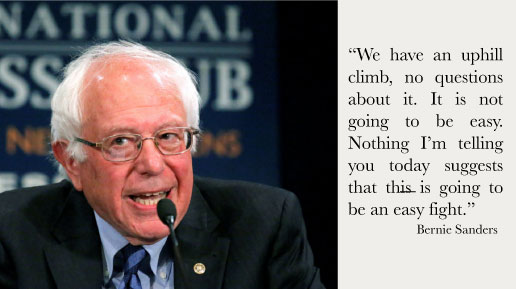 NATIONAL
“We have an uphill
climb, no questions
about it. It is not
going to be easy.
Nothing I’m telling
you today suggests
that this is going to
be an easy fight.”
Bernie Sanders